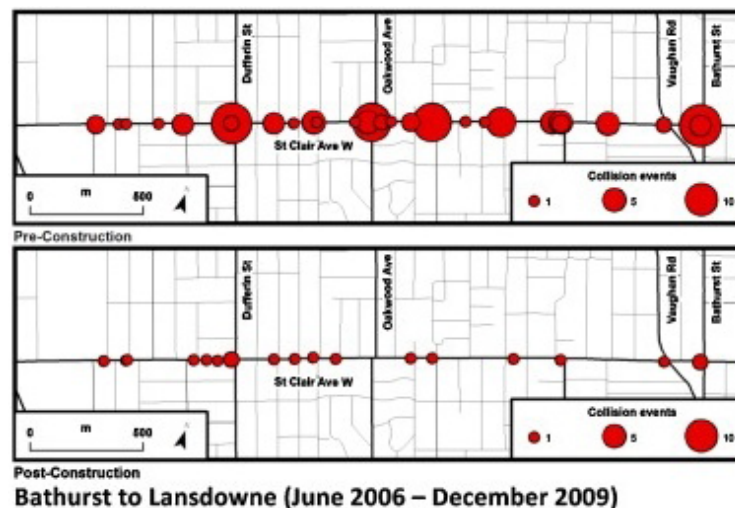 Dufferin St
Oakwood Ave
Vaughan Rd
Bathurst St
St Clair Ave W
m
0 500
Collision events
1 5 10
Pre-Construction
Dufferin St
Oakwood Ave
Vaughan Rd
Bathurst St
St Clair Ave W
m
0 500
Collision events
1 5 10
Post-Construction
Bathurst to Lansdowne (June 2006 – December 2009)